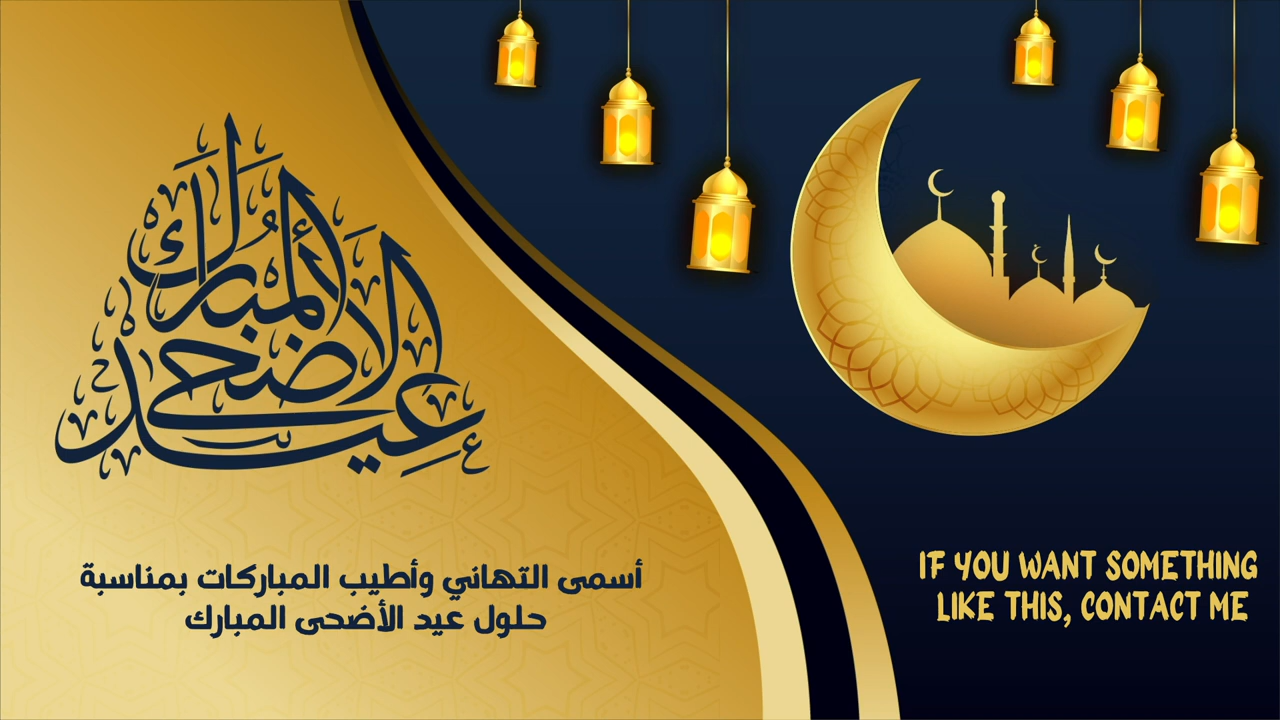 عيد الأضحى المبارك
أسمى التهاني وأطيب المباركات بمناسبة
حلول عيد الأضحى المبارك
IF YOU WANT SOMETHING
LIKE THIS, CONTACT ME